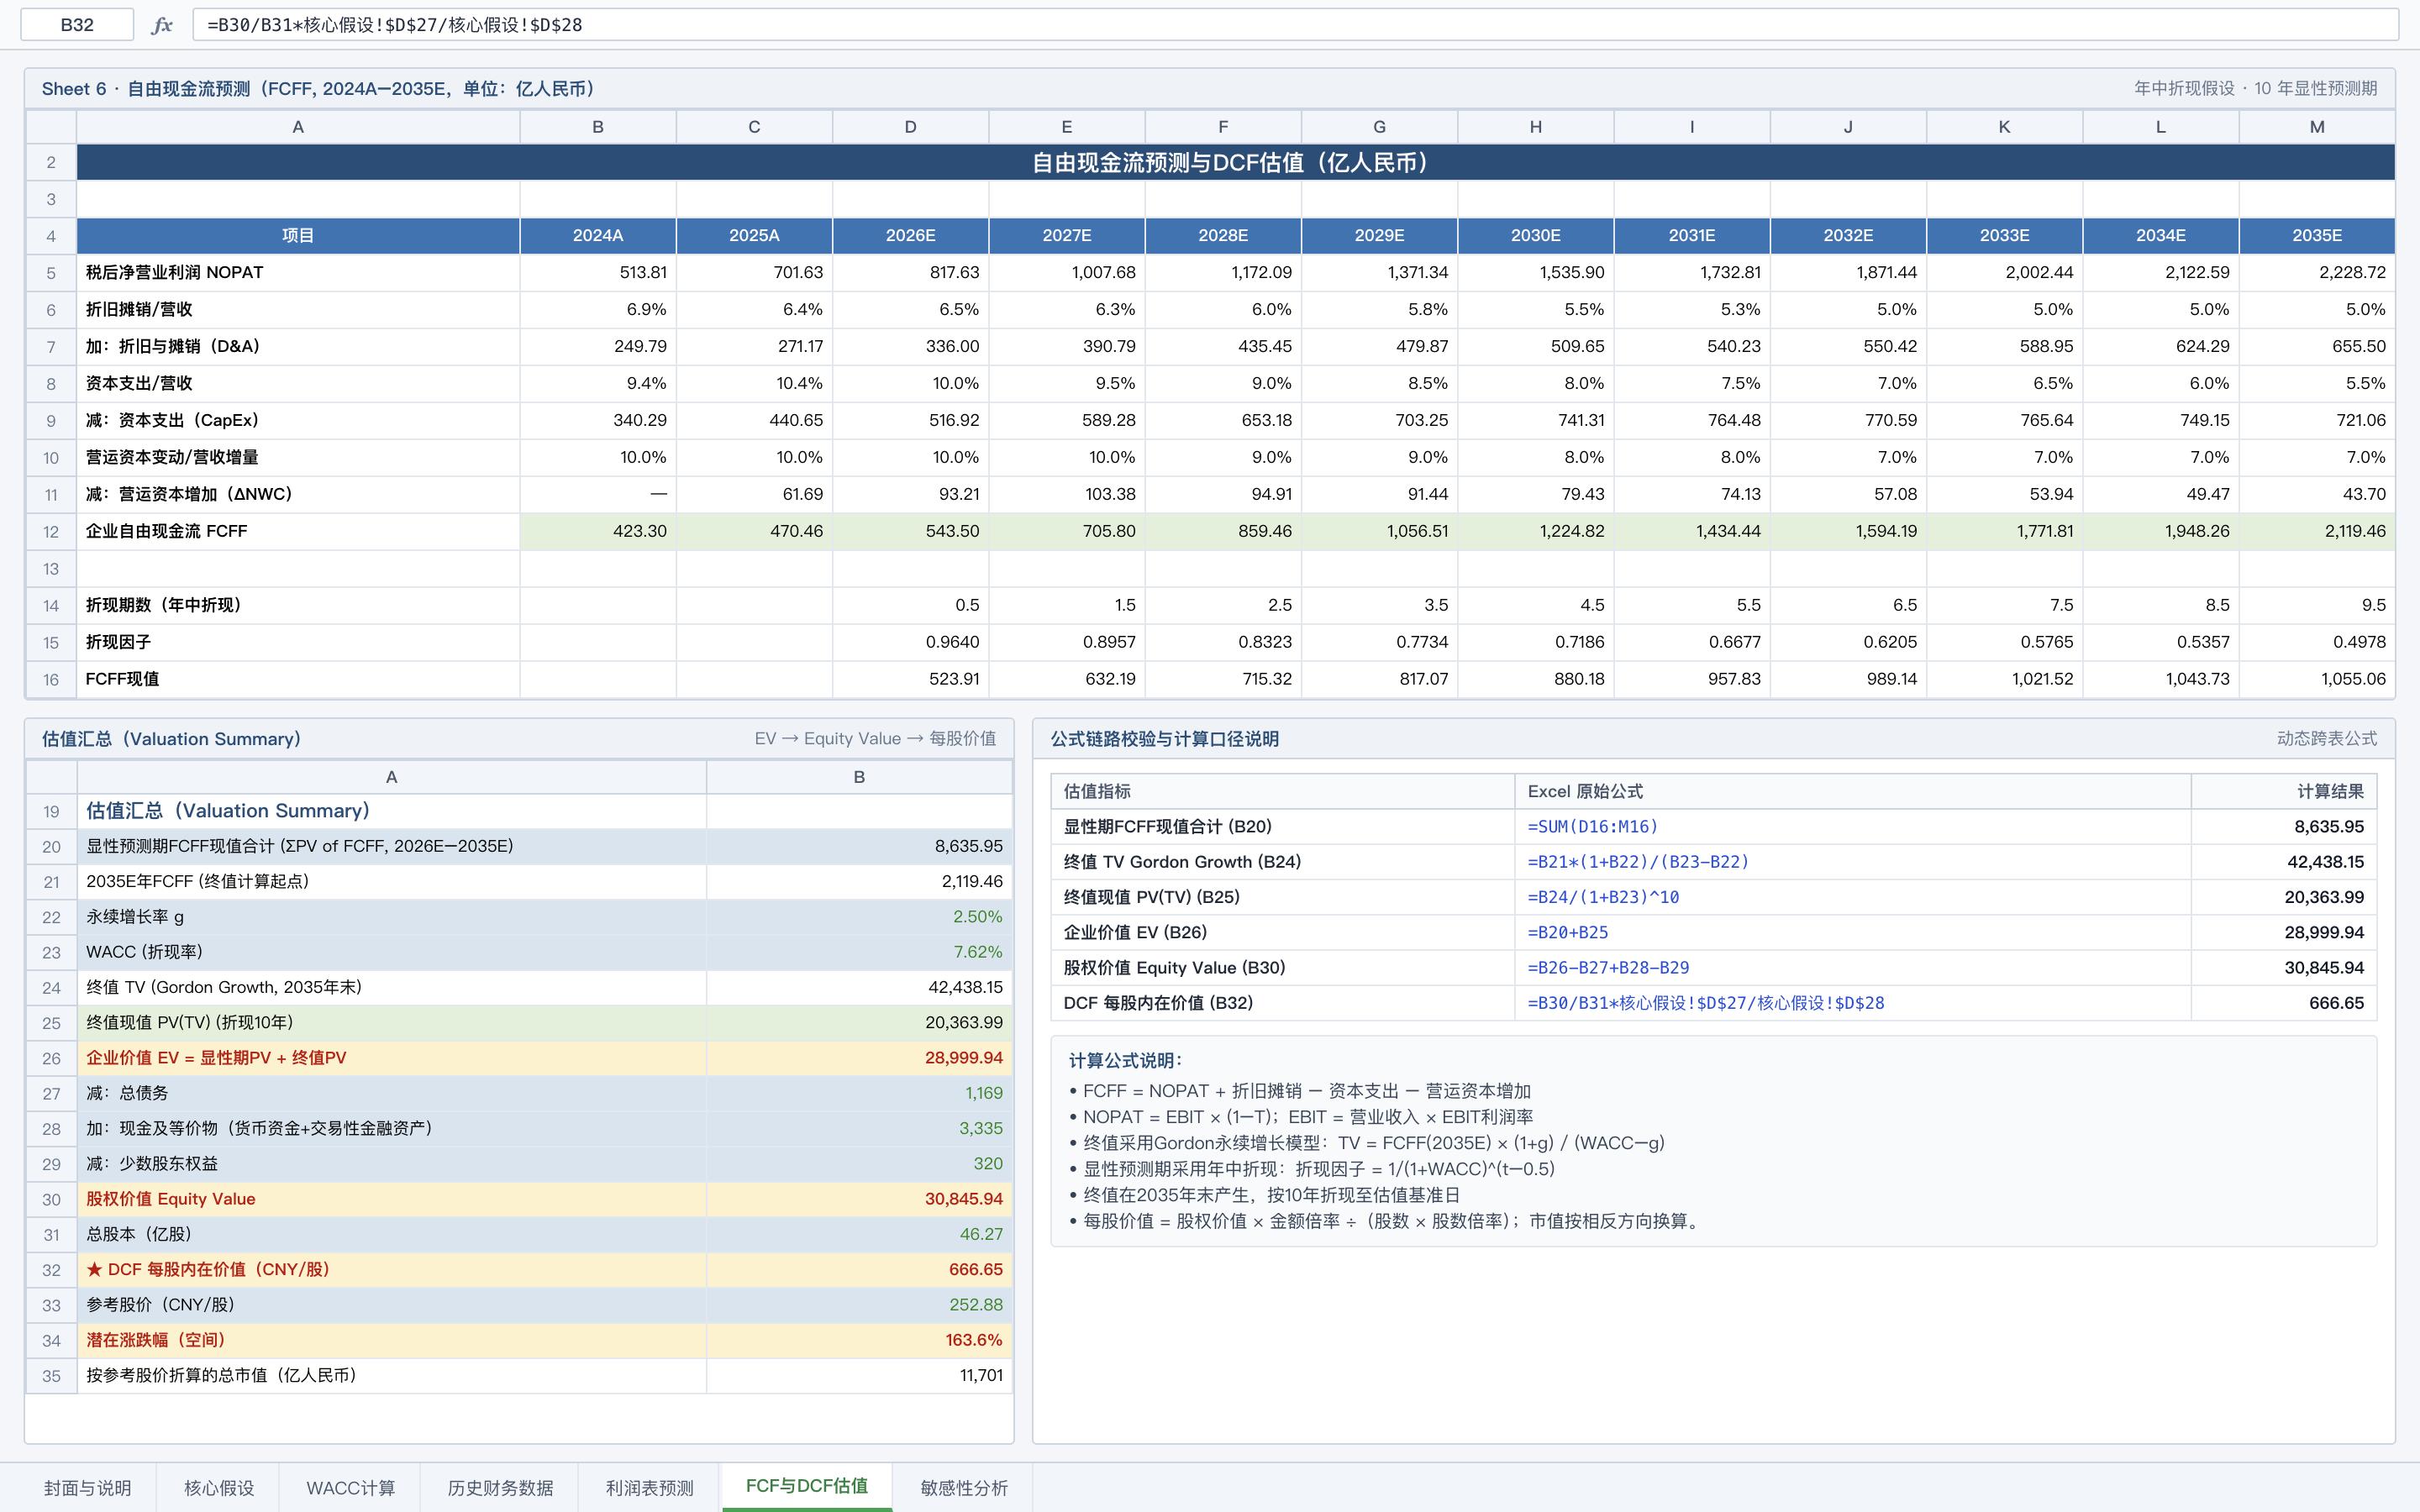 B32 fx =B30/B31*核心假设!$D$27/核心假设!$D$28
Sheet 6 · 自由现金流预测（FCFF, 2024A—2035E，单位：亿人民币） 年中折现假设 · 10 年显性预测期
A B C D E F G H I J K L M
2 自由现金流预测与DCF估值（亿人民币）
3
4 项目 2024A 2025A 2026E 2027E 2028E 2029E 2030E 2031E 2032E 2033E 2034E 2035E
5 税后净营业利润 NOPAT 513.81 701.63 817.63 1,007.68 1,172.09 1,371.34 1,535.90 1,732.81 1,871.44 2,002.44 2,122.59 2,228.72
6 折旧摊销/营收 6.9% 6.4% 6.5% 6.3% 6.0% 5.8% 5.5% 5.3% 5.0% 5.0% 5.0% 5.0%
7 加：折旧与摊销（D&A） 249.79 271.17 336.00 390.79 435.45 479.87 509.65 540.23 550.42 588.95 624.29 655.50
8 资本支出/营收 9.4% 10.4% 10.0% 9.5% 9.0% 8.5% 8.0% 7.5% 7.0% 6.5% 6.0% 5.5%
9 减：资本支出（CapEx） 340.29 440.65 516.92 589.28 653.18 703.25 741.31 764.48 770.59 765.64 749.15 721.06
10 营运资本变动/营收增量 10.0% 10.0% 10.0% 10.0% 9.0% 9.0% 8.0% 8.0% 7.0% 7.0% 7.0% 7.0%
11 减：营运资本增加（ΔNWC） — 61.69 93.21 103.38 94.91 91.44 79.43 74.13 57.08 53.94 49.47 43.70
12 企业自由现金流 FCFF 423.30 470.46 543.50 705.80 859.46 1,056.51 1,224.82 1,434.44 1,594.19 1,771.81 1,948.26 2,119.46
13
14 折现期数（年中折现） 0.5 1.5 2.5 3.5 4.5 5.5 6.5 7.5 8.5 9.5
15 折现因子 0.9640 0.8957 0.8323 0.7734 0.7186 0.6677 0.6205 0.5765 0.5357 0.4978
16 FCFF现值 523.91 632.19 715.32 817.07 880.18 957.83 989.14 1,021.52 1,043.73 1,055.06
估值汇总（Valuation Summary） EV → Equity Value → 每股价值
A B
19 估值汇总（Valuation Summary）
20 显性预测期FCFF现值合计 (ΣPV of FCFF, 2026E—2035E) 8,635.95
21 2035E年FCFF (终值计算起点) 2,119.46
22 永续增长率 g 2.50%
23 WACC (折现率) 7.62%
24 终值 TV (Gordon Growth, 2035年末) 42,438.15
25 终值现值 PV(TV) (折现10年) 20,363.99
26 企业价值 EV = 显性期PV + 终值PV 28,999.94
27 减：总债务 1,169
28 加：现金及等价物（货币资金+交易性金融资产） 3,335
29 减：少数股东权益 320
30 股权价值 Equity Value 30,845.94
31 总股本（亿股） 46.27
32 ★ DCF 每股内在价值（CNY/股） 666.65
33 参考股价（CNY/股） 252.88
34 潜在涨跌幅（空间） 163.6%
35 按参考股价折算的总市值（亿人民币） 11,701
公式链路校验与计算口径说明 动态跨表公式
估值指标 Excel 原始公式 计算结果
显性期FCFF现值合计 (B20) =SUM(D16:M16) 8,635.95
终值 TV Gordon Growth (B24) =B21*(1+B22)/(B23−B22) 42,438.15
终值现值 PV(TV) (B25) =B24/(1+B23)^10 20,363.99
企业价值 EV (B26) =B20+B25 28,999.94
股权价值 Equity Value (B30) =B26−B27+B28−B29 30,845.94
DCF 每股内在价值 (B32) =B30/B31*核心假设!$D$27/核心假设!$D$28 666.65
计算公式说明：
• FCFF = NOPAT + 折旧摊销 — 资本支出 — 营运资本增加
• NOPAT = EBIT × (1—T)；EBIT = 营业收入 × EBIT利润率
• 终值采用Gordon永续增长模型：TV = FCFF(2035E) × (1+g) / (WACC—g)
• 显性预测期采用年中折现：折现因子 = 1/(1+WACC)^(t—0.5)
• 终值在2035年末产生，按10年折现至估值基准日
• 每股价值 = 股权价值 × 金额倍率 ÷（股数 × 股数倍率）；市值按相反方向换算。
封面与说明 核心假设 WACC计算 历史财务数据 利润表预测 FCF与DCF估值 敏感性分析